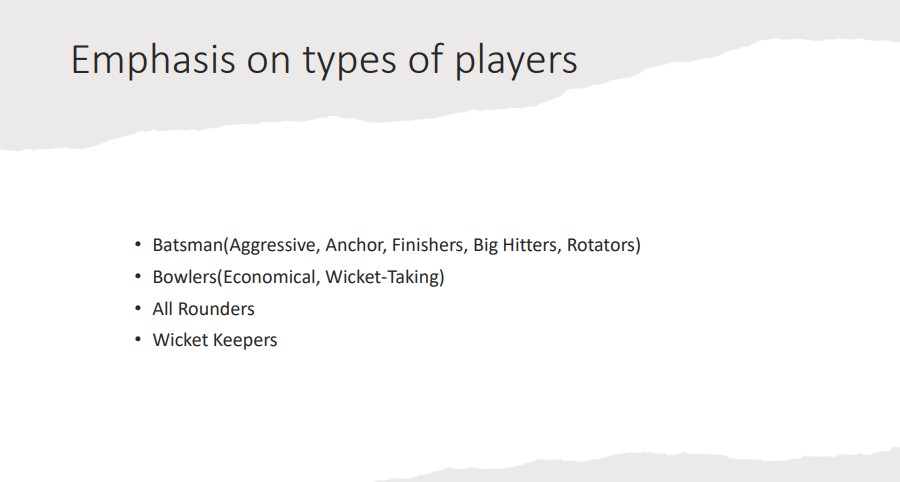 Emphasis on types of players
• Batsman(Aggressive, Anchor, Finishers, Big Hitters, Rotators)
• Bowlers(Economical, Wicket-Taking)
• All Rounders
• Wicket Keepers